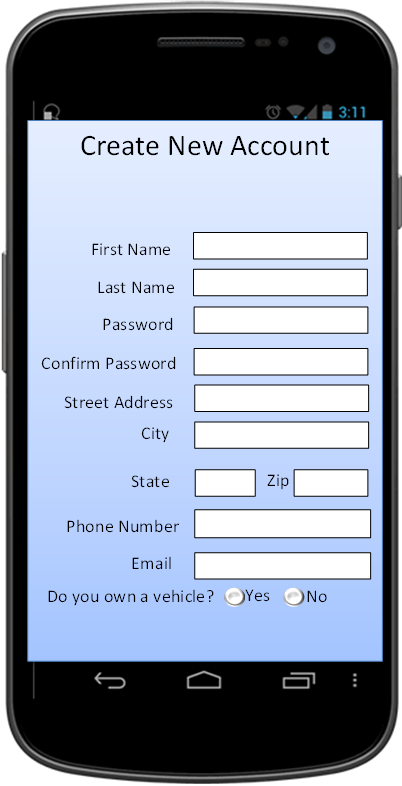 3:11
Create New Account
First Name
Last Name
Password
Confirm Password
Street Address
City
State Zip
Phone Number
Email
Do you own a vehicle? Yes No